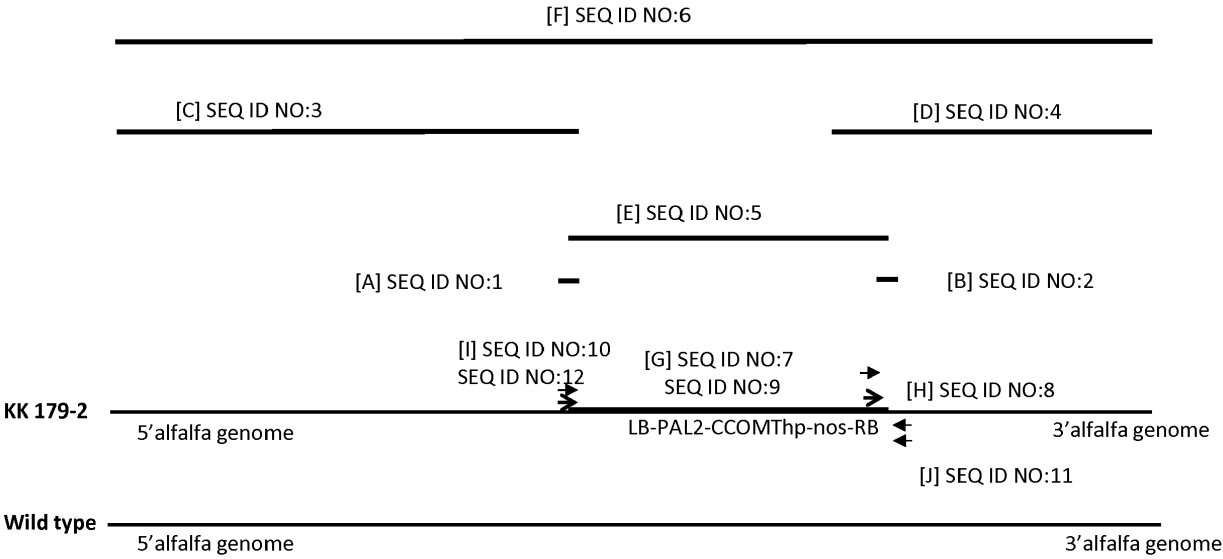 [F] SEQ ID NO:6
[C] SEQ ID NO:3
[D] SEQ ID NO:4
[E] SEQ ID NO:5
[A] SEQ ID NO:1
[B] SEQ ID NO:2
[I] SEQ ID NO:10
SEQ ID NO:12
[G] SEQ ID NO:7
SEQ ID NO:9
[H] SEQ ID NO:8
KK 179-2
5’alfalfa genome
LB-PAL2-CCOMThp-nos-RB
3’alfalfa genome
[J] SEQ ID NO:11
Wild type
5’alfalfa genome
3’alfalfa genome